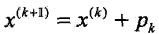 x^{(k+𝟙)} = x^{(k)} + p_k